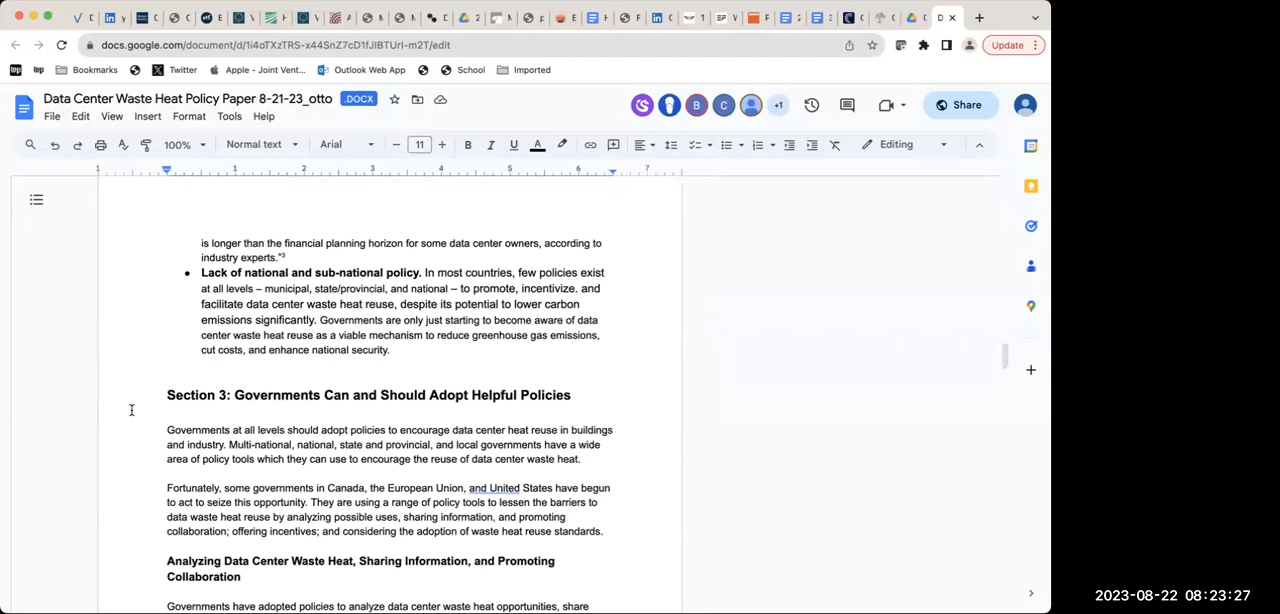 docs.google.com/document/d/1i4oTXzTRS-x44SnZ7cD1fJIBTUrI-m2T/edit
Update
Bookmarks Twitter Apple - Joint Vent... Outlook Web App School Imported
Data Center Waste Heat Policy Paper 8-21-23_otto .DOCX
B C +1 Share
File Edit View Insert Format Tools Help
100% Normal text Arial 11 B I U A Editing
1 1 2 3 4 5 6 7
is longer than the financial planning horizon for some data center owners, according to
industry experts."3
● Lack of national and sub-national policy. In most countries, few policies exist
at all levels – municipal, state/provincial, and national – to promote, incentivize. and
facilitate data center waste heat reuse, despite its potential to lower carbon
emissions significantly. Governments are only just starting to become aware of data
center waste heat reuse as a viable mechanism to reduce greenhouse gas emissions,
cut costs, and enhance national security.
Section 3: Governments Can and Should Adopt Helpful Policies
Governments at all levels should adopt policies to encourage data center heat reuse in buildings
and industry. Multi-national, national, state and provincial, and local governments have a wide
area of policy tools which they can use to encourage the reuse of data center waste heat.
Fortunately, some governments in Canada, the European Union, and United States have begun
to act to seize this opportunity. They are using a range of policy tools to lessen the barriers to
data waste heat reuse by analyzing possible uses, sharing information, and promoting
collaboration; offering incentives; and considering the adoption of waste heat reuse standards.
Analyzing Data Center Waste Heat, Sharing Information, and Promoting
Collaboration
Governments have adopted policies to analyze data center waste heat opportunities, share
2023-08-22 08:23:27